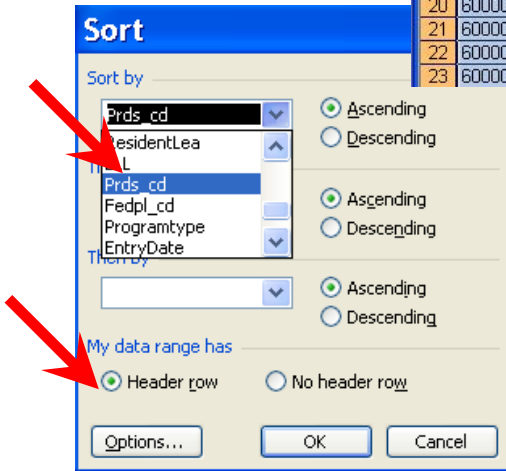 20 60000
21 60000
22 60000
23 60000
Sort
Sort by
Prds_cd
Ascending
Descending
ResidentLea
Prds_cd
Fedpl_cd
Programtype
EntryDate
Ascending
Descending
Then by
Ascending
Descending
My data range has
Header row
No header row
Options...
OK
Cancel